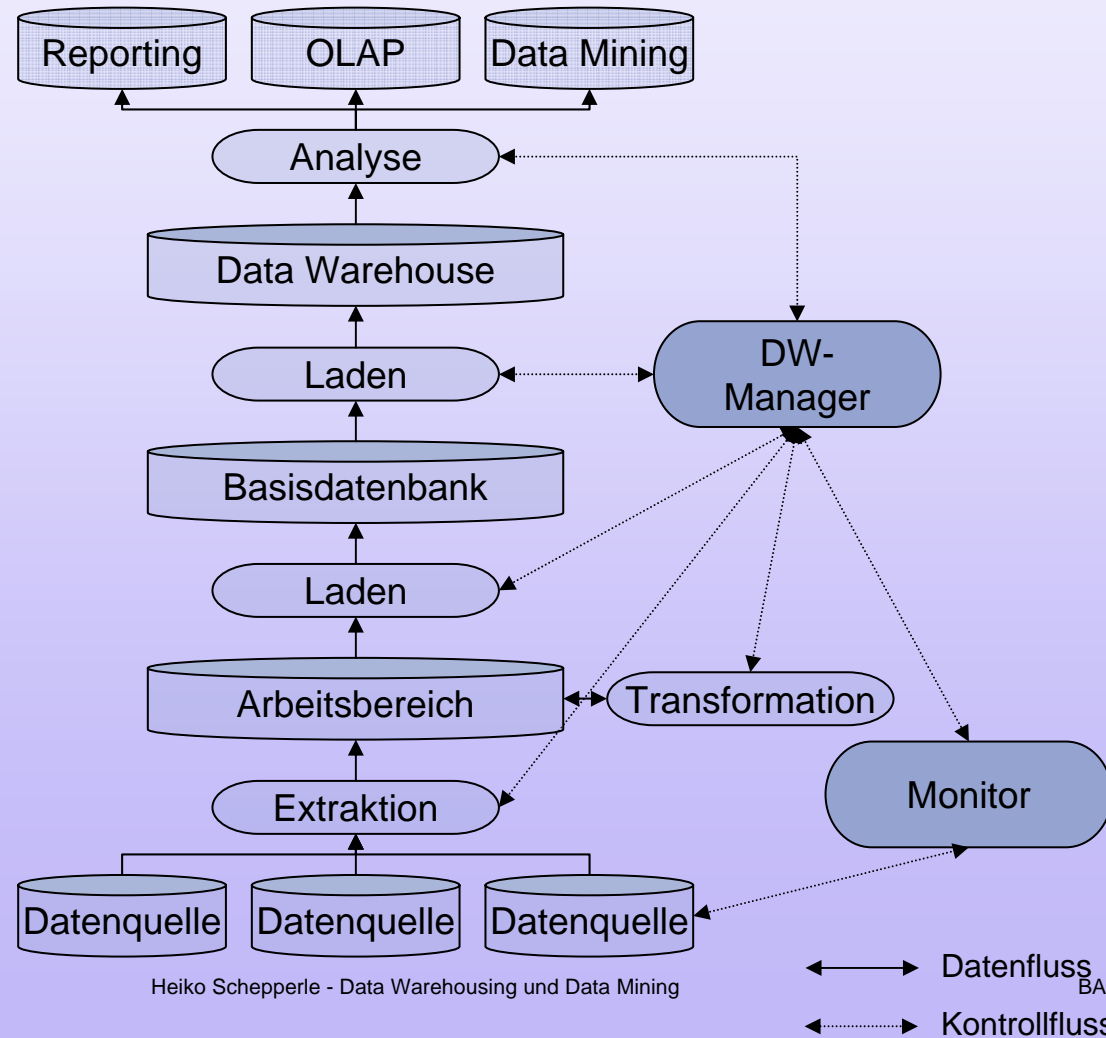 Reporting
OLAP
Data Mining
Analyse
Data Warehouse
Laden
DW-
Manager
Basisdatenbank
Laden
Arbeitsbereich
Transformation
Extraktion
Monitor
Datenquelle
Datenquelle
Datenquelle
Heiko Schepperle - Data Warehousing und Data Mining
Datenfluss
BA
Kontrollfluss